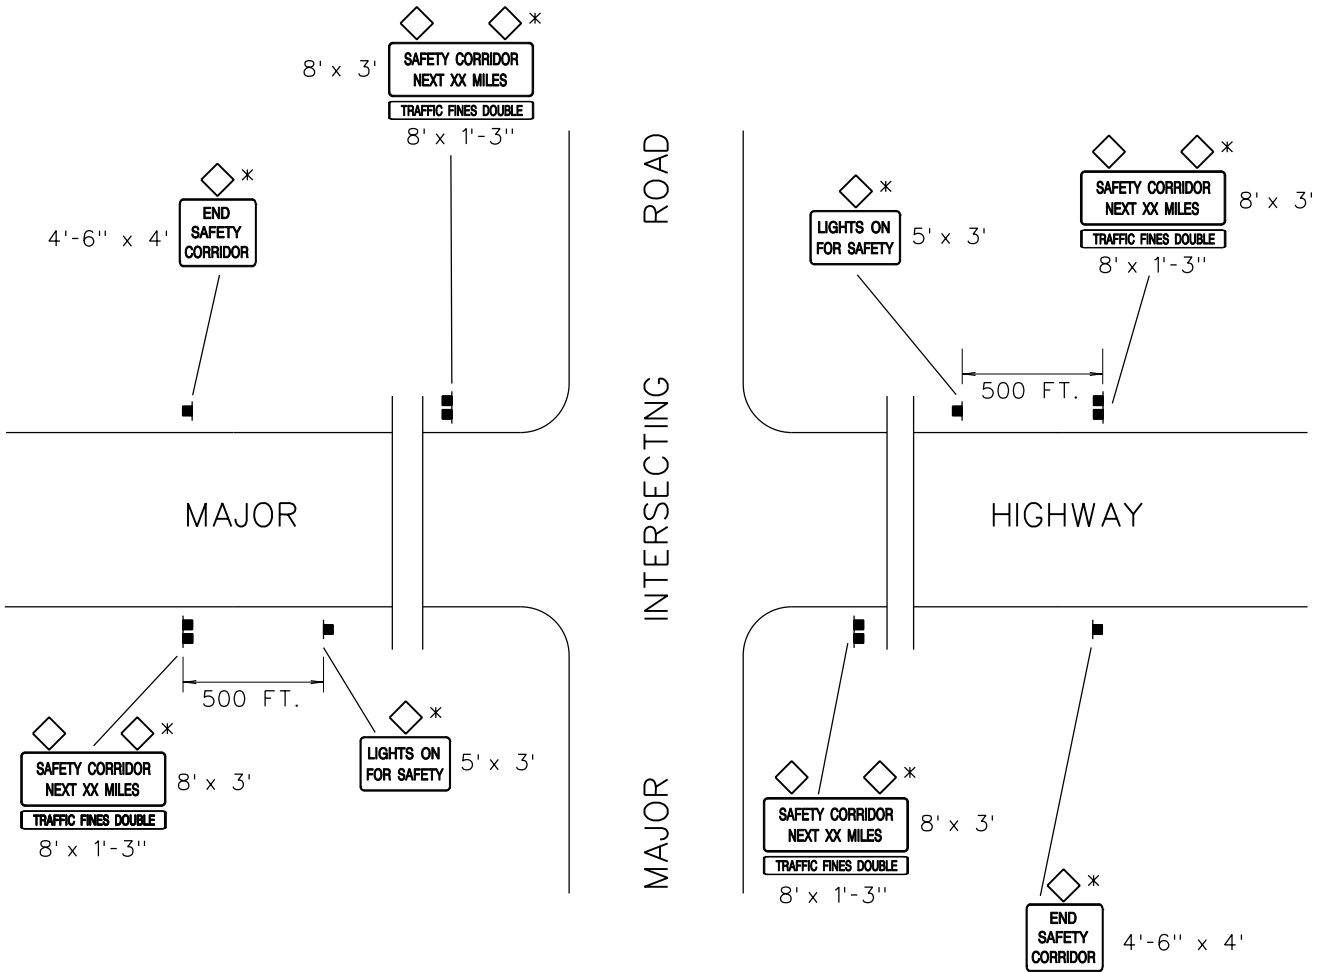 *
SAFETY CORRIDOR
NEXT XX MILES
8' x 3'
TRAFFIC FINES DOUBLE
8' x 1'-3"
*
END
SAFETY
CORRIDOR
4'-6" x 4'
*
LIGHTS ON
FOR SAFETY
5' x 3'
*
SAFETY CORRIDOR
NEXT XX MILES
8' x 3'
TRAFFIC FINES DOUBLE
8' x 1'-3"
500 FT.
MAJOR
HIGHWAY
MAJOR INTERSECTING ROAD
500 FT.
*
SAFETY CORRIDOR
NEXT XX MILES
8' x 3'
TRAFFIC FINES DOUBLE
8' x 1'-3"
*
LIGHTS ON
FOR SAFETY
5' x 3'
*
SAFETY CORRIDOR
NEXT XX MILES
8' x 3'
TRAFFIC FINES DOUBLE
8' x 1'-3"
*
END
SAFETY
CORRIDOR
4'-6" x 4'